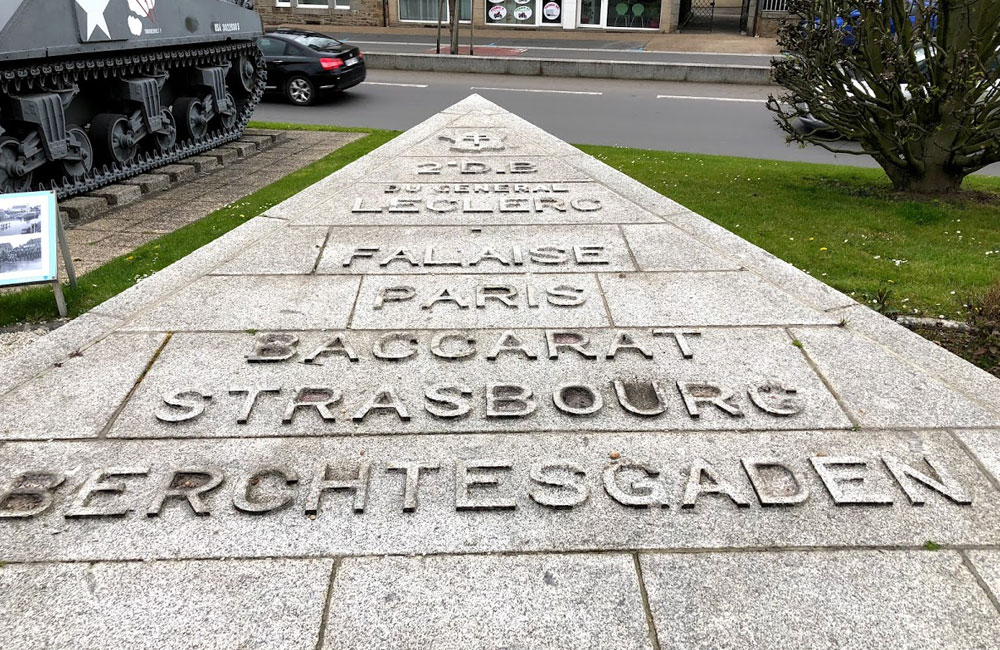 2e D.B
DU GENERAL
LECLERC
-
FALAISE
PARIS
BACCARAT
STRASBOURG
BERCHTESGADEN